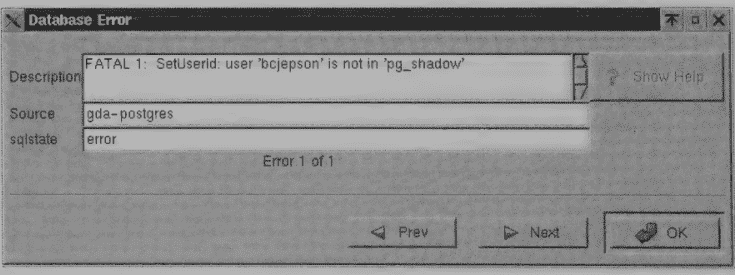 Database Error
Description FATAL 1: SetUserid: user 'bcjepson' is not in 'pg_shadow'
? Show Help
Source gda-postgres
sqlstate error
Error 1 of 1
Prev Next OK